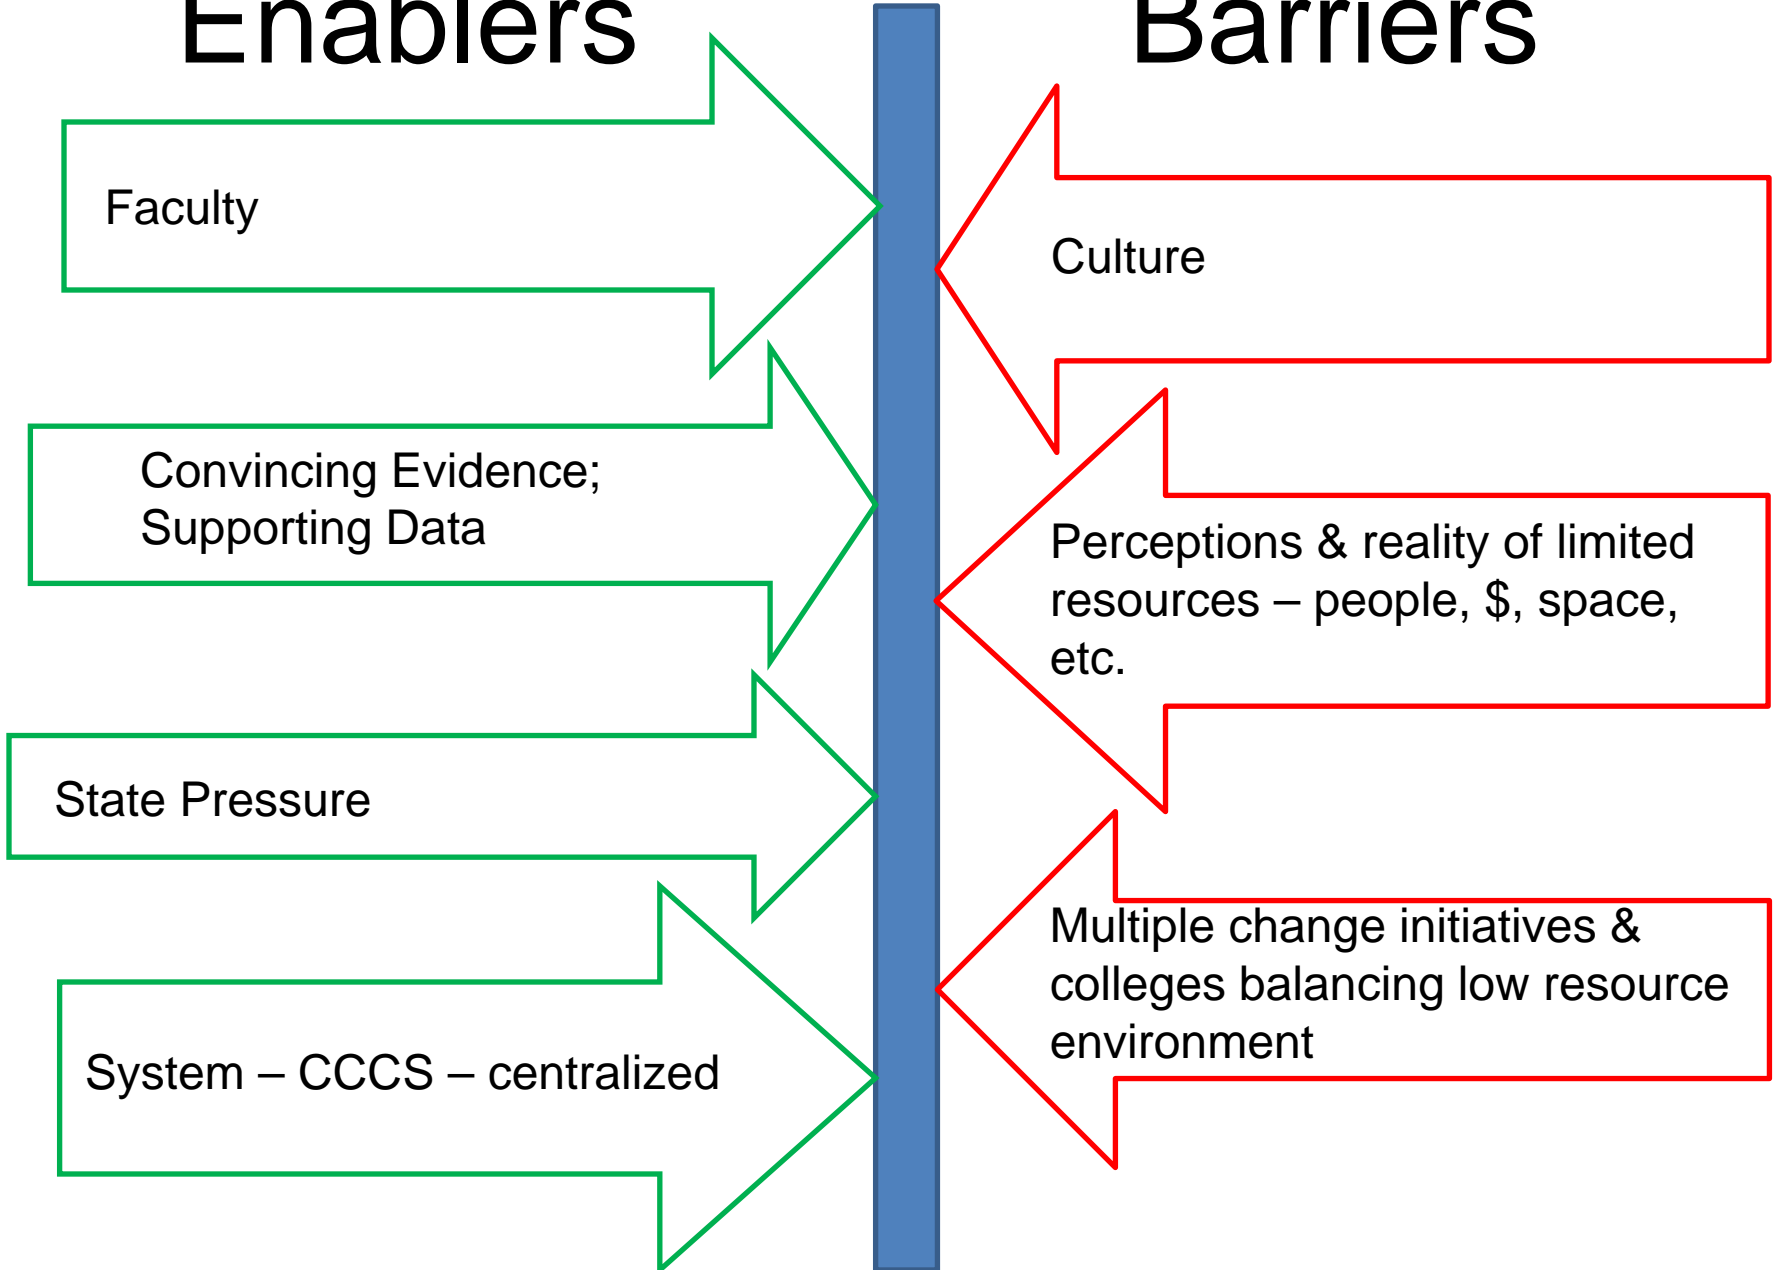 Enablers
Barriers
Faculty
Convincing Evidence;
Supporting Data
State Pressure
System – CCCS – centralized
Culture
Perceptions & reality of limited
resources – people, $, space,
etc.
Multiple change initiatives &
colleges balancing low resource
environment